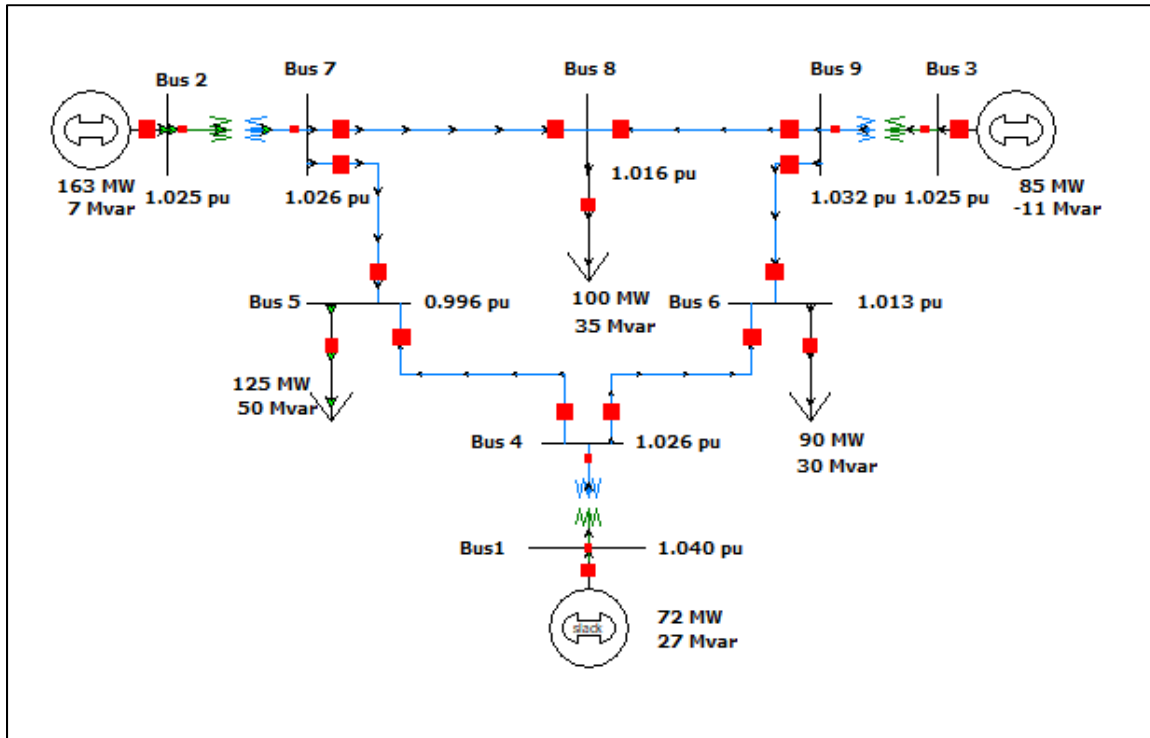 Bus 2
Bus 7
Bus 8
Bus 9
Bus 3
163 MW
7 Mvar
1.025 pu
1.026 pu
1.016 pu
1.032 pu
1.025 pu
85 MW
-11 Mvar
Bus 5
0.996 pu
100 MW
35 Mvar
Bus 6
1.013 pu
125 MW
50 Mvar
Bus 4
1.026 pu
90 MW
30 Mvar
Bus1
1.040 pu
slack
72 MW
27 Mvar